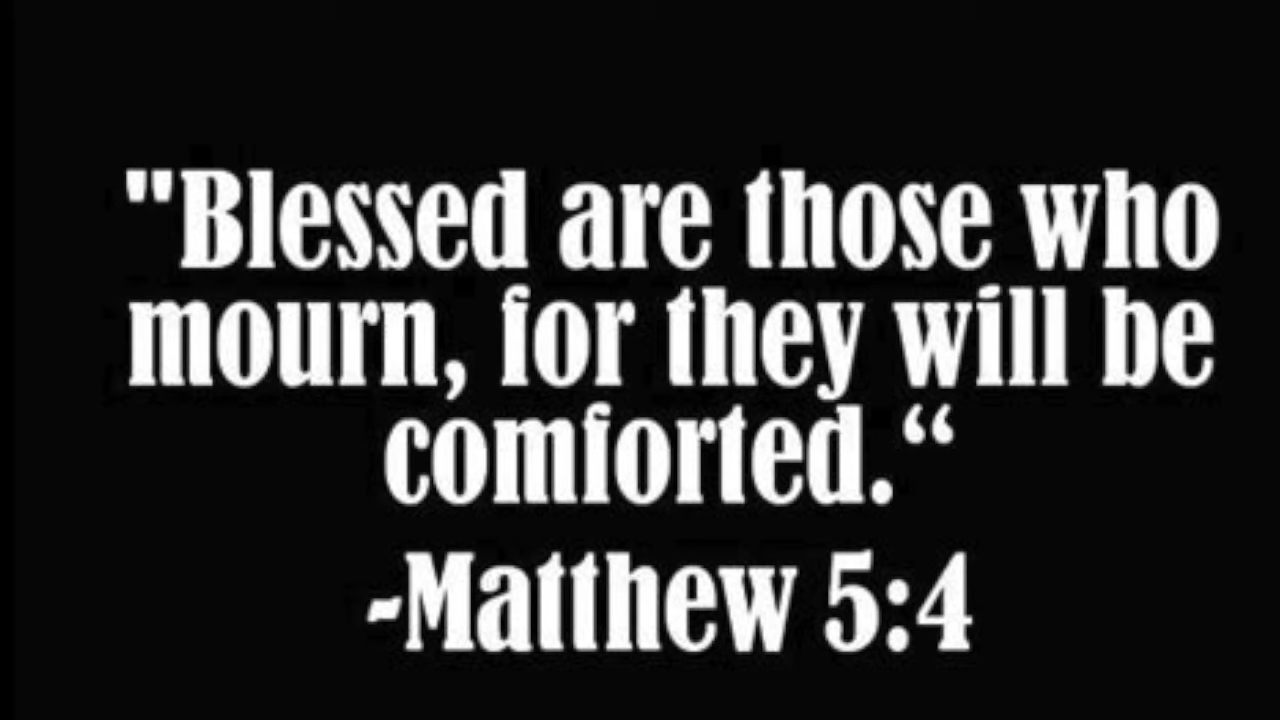 "Blessed are those who
mourn, for they will be
comforted.“
-Matthew 5:4